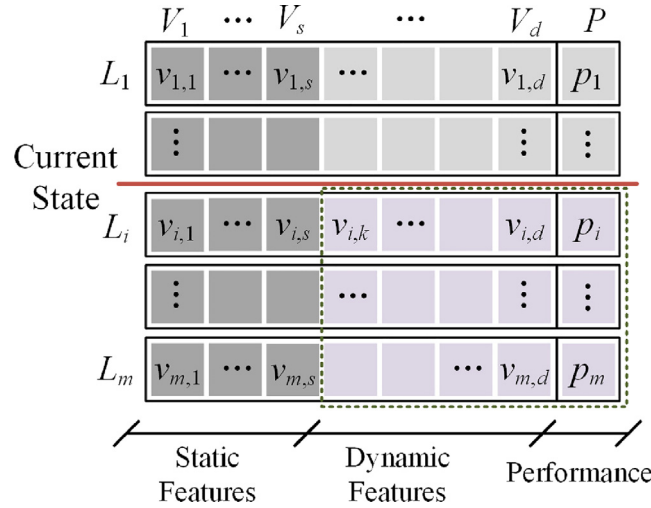 V₁ ··· Vₛ ··· V_d P
L₁ v₁,₁ ··· v₁,ₛ ··· v₁,d p₁
⋮ ⋮ ⋮
Current
State
Lᵢ vᵢ,₁ ··· vᵢ,ₛ vᵢ,ₖ ··· vᵢ,d pᵢ
⋮ ··· ⋮ ⋮
Lₘ vₘ,₁ ··· vₘ,ₛ ··· vₘ,d pₘ
Static Dynamic Performance
Features Features